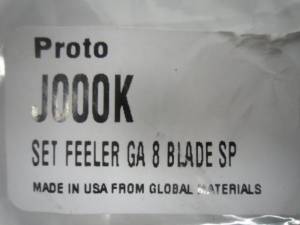 Proto
J000K
SET FEELER GA 8 BLADE SP
MADE IN USA FROM GLOBAL MATERIALS